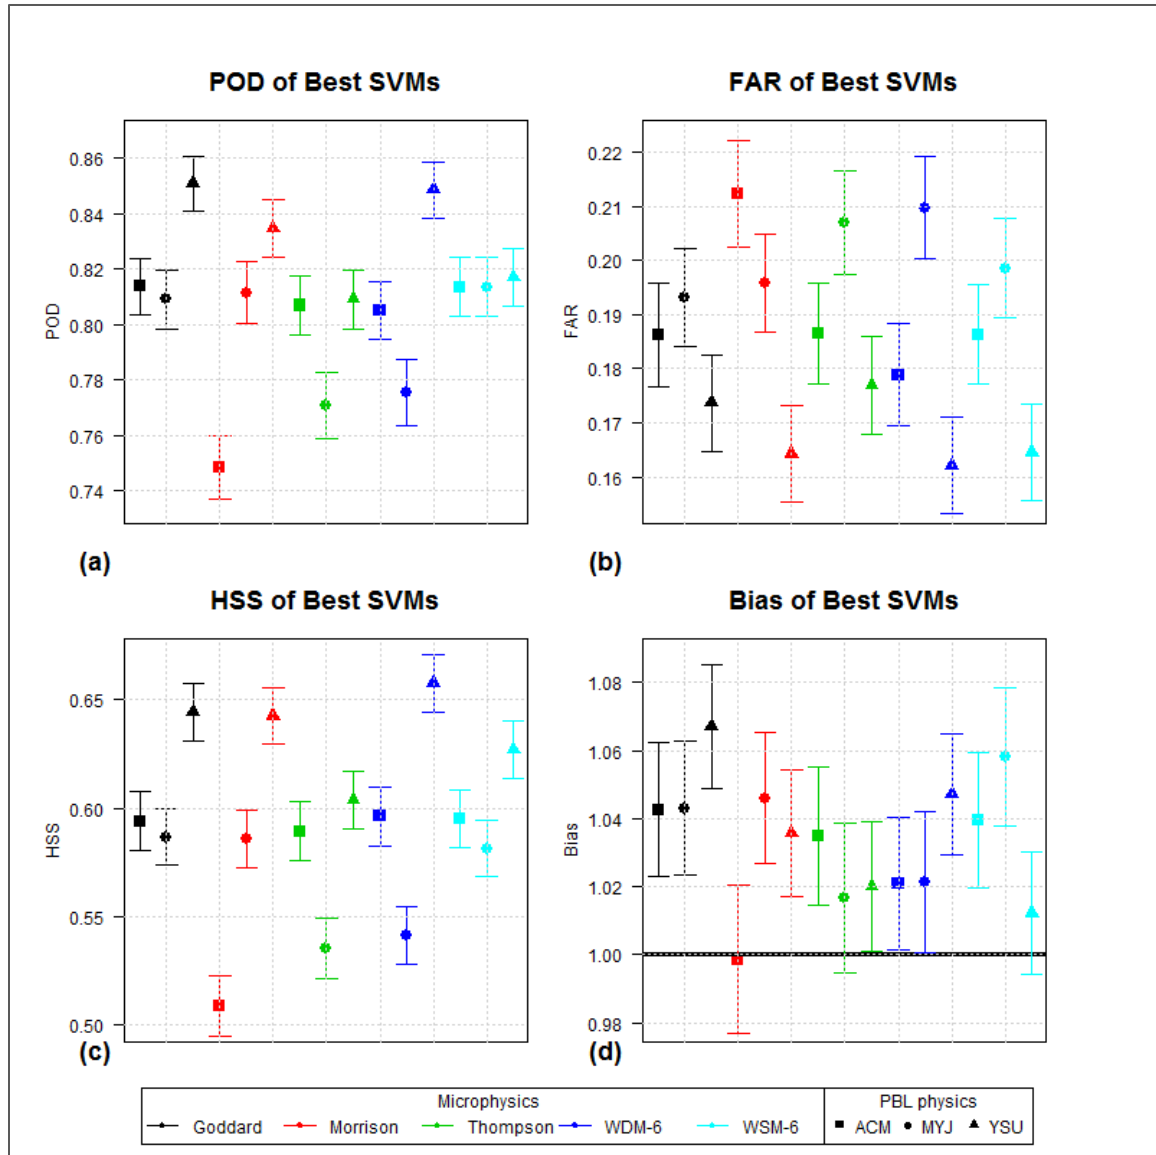 POD of Best SVMs
FAR of Best SVMs
POD
0.86
0.84
0.82
0.80
0.78
0.76
0.74
FAR
0.22
0.21
0.20
0.19
0.18
0.17
0.16
(a)
(b)
HSS of Best SVMs
Bias of Best SVMs
HSS
0.65
0.60
0.55
0.50
Bias
1.08
1.06
1.04
1.02
1.00
0.98
(c)
(d)
Microphysics
PBL physics
Goddard Morrison Thompson WDM-6 WSM-6
ACM MYJ YSU